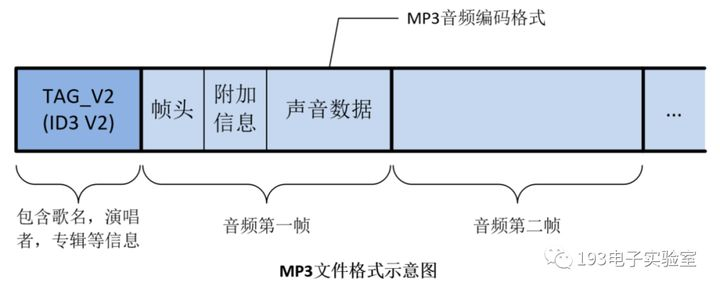 MP3音频编码格式
TAG_V2
(ID3 V2)
帧头
附加
信息
声音数据
...
包含歌名，演唱
者，专辑等信息
音频第一帧
音频第二帧
193电子实验室
MP3文件格式示意图